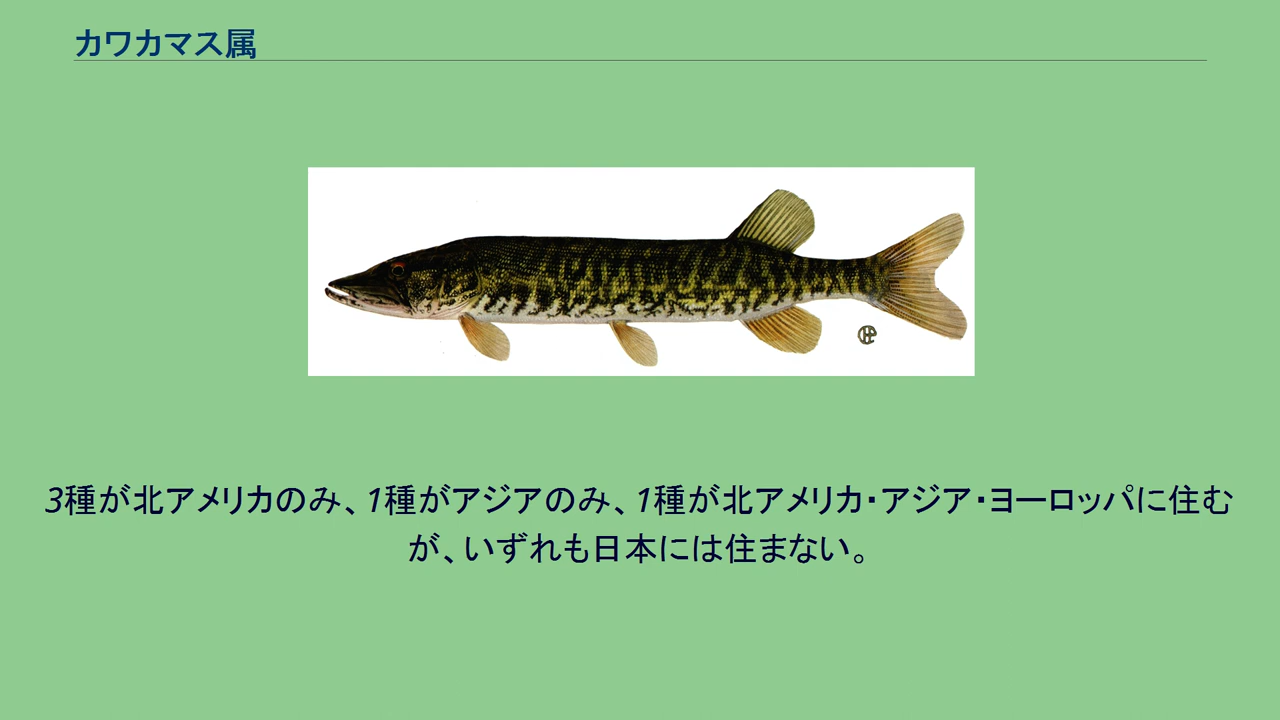 カワカマス属
3種が北アメリカのみ、1種がアジアのみ、1種が北アメリカ・アジア・ヨーロッパに住む
が、いずれも日本には住まない。